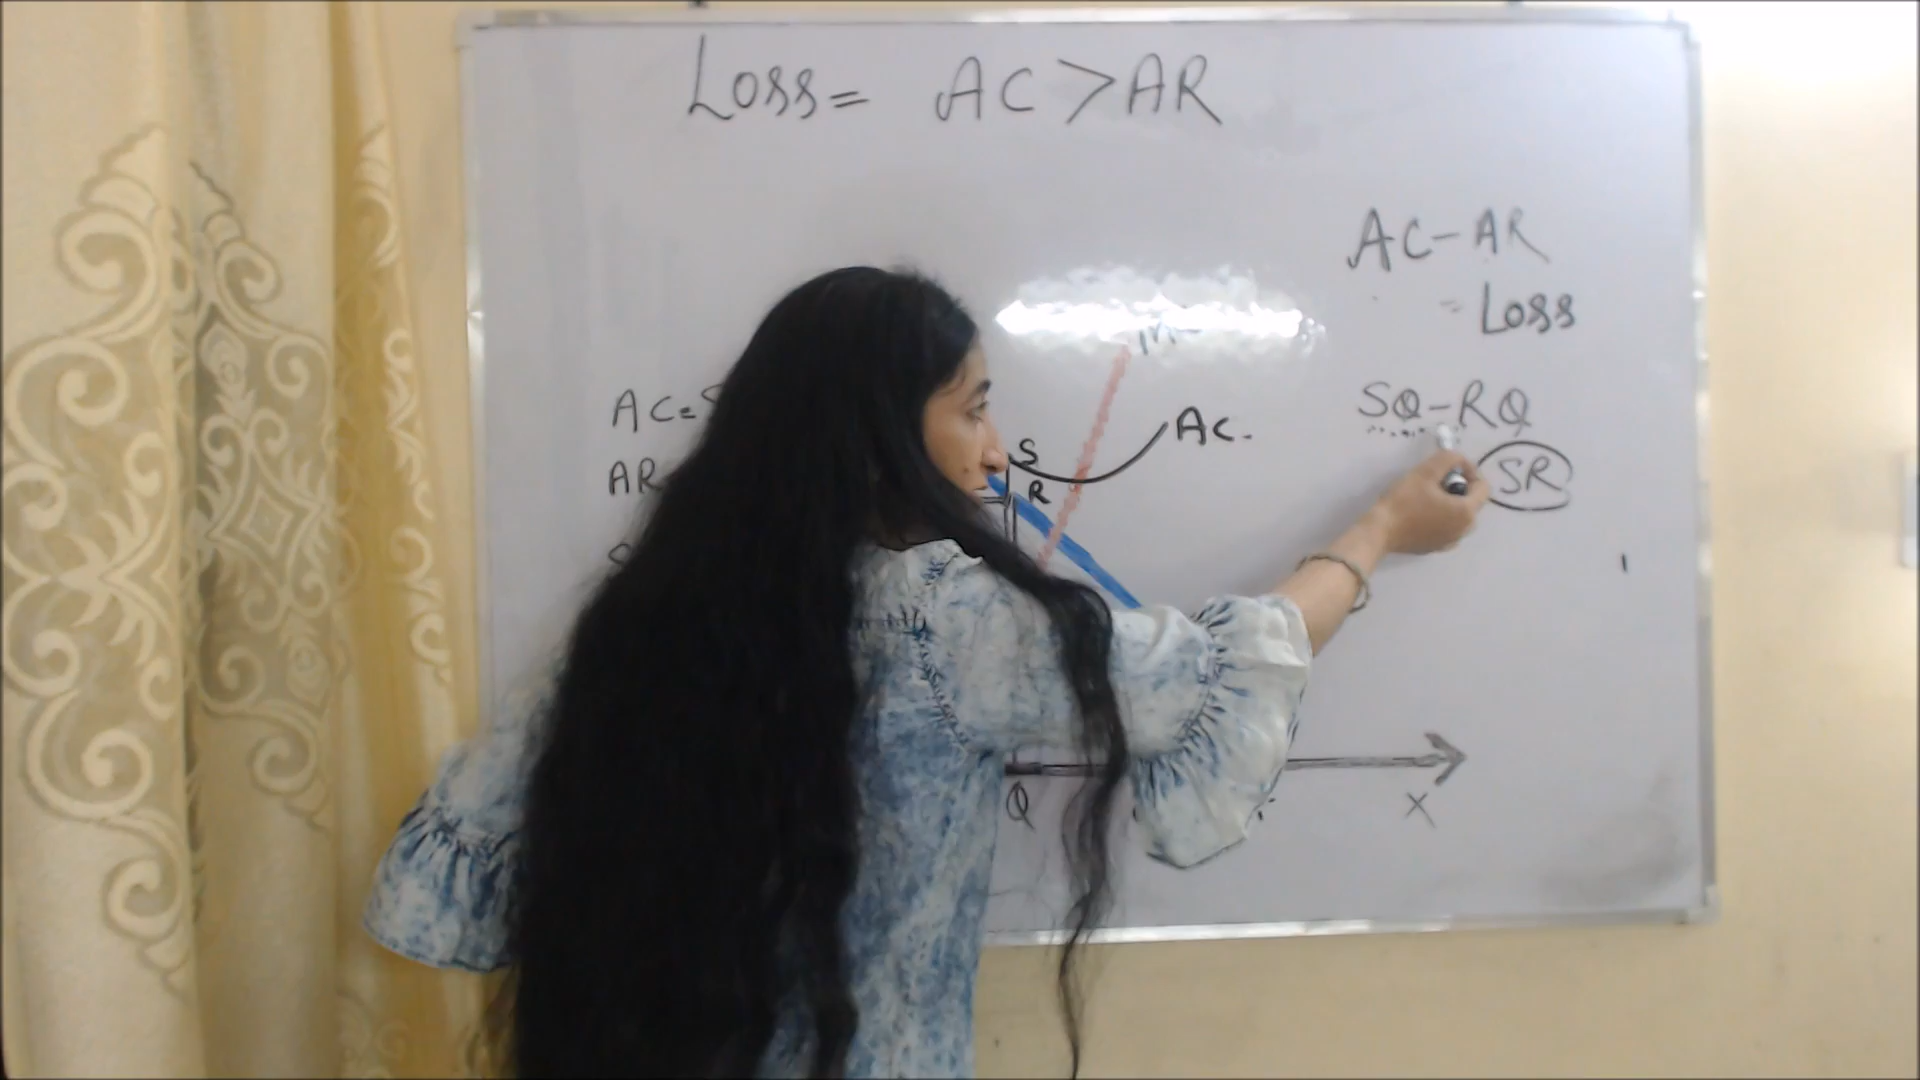 Loss = AC > AR
AC - AR
= Loss
SQ - RQ
SR
AC =
AR
S
R
AC.
Q
X